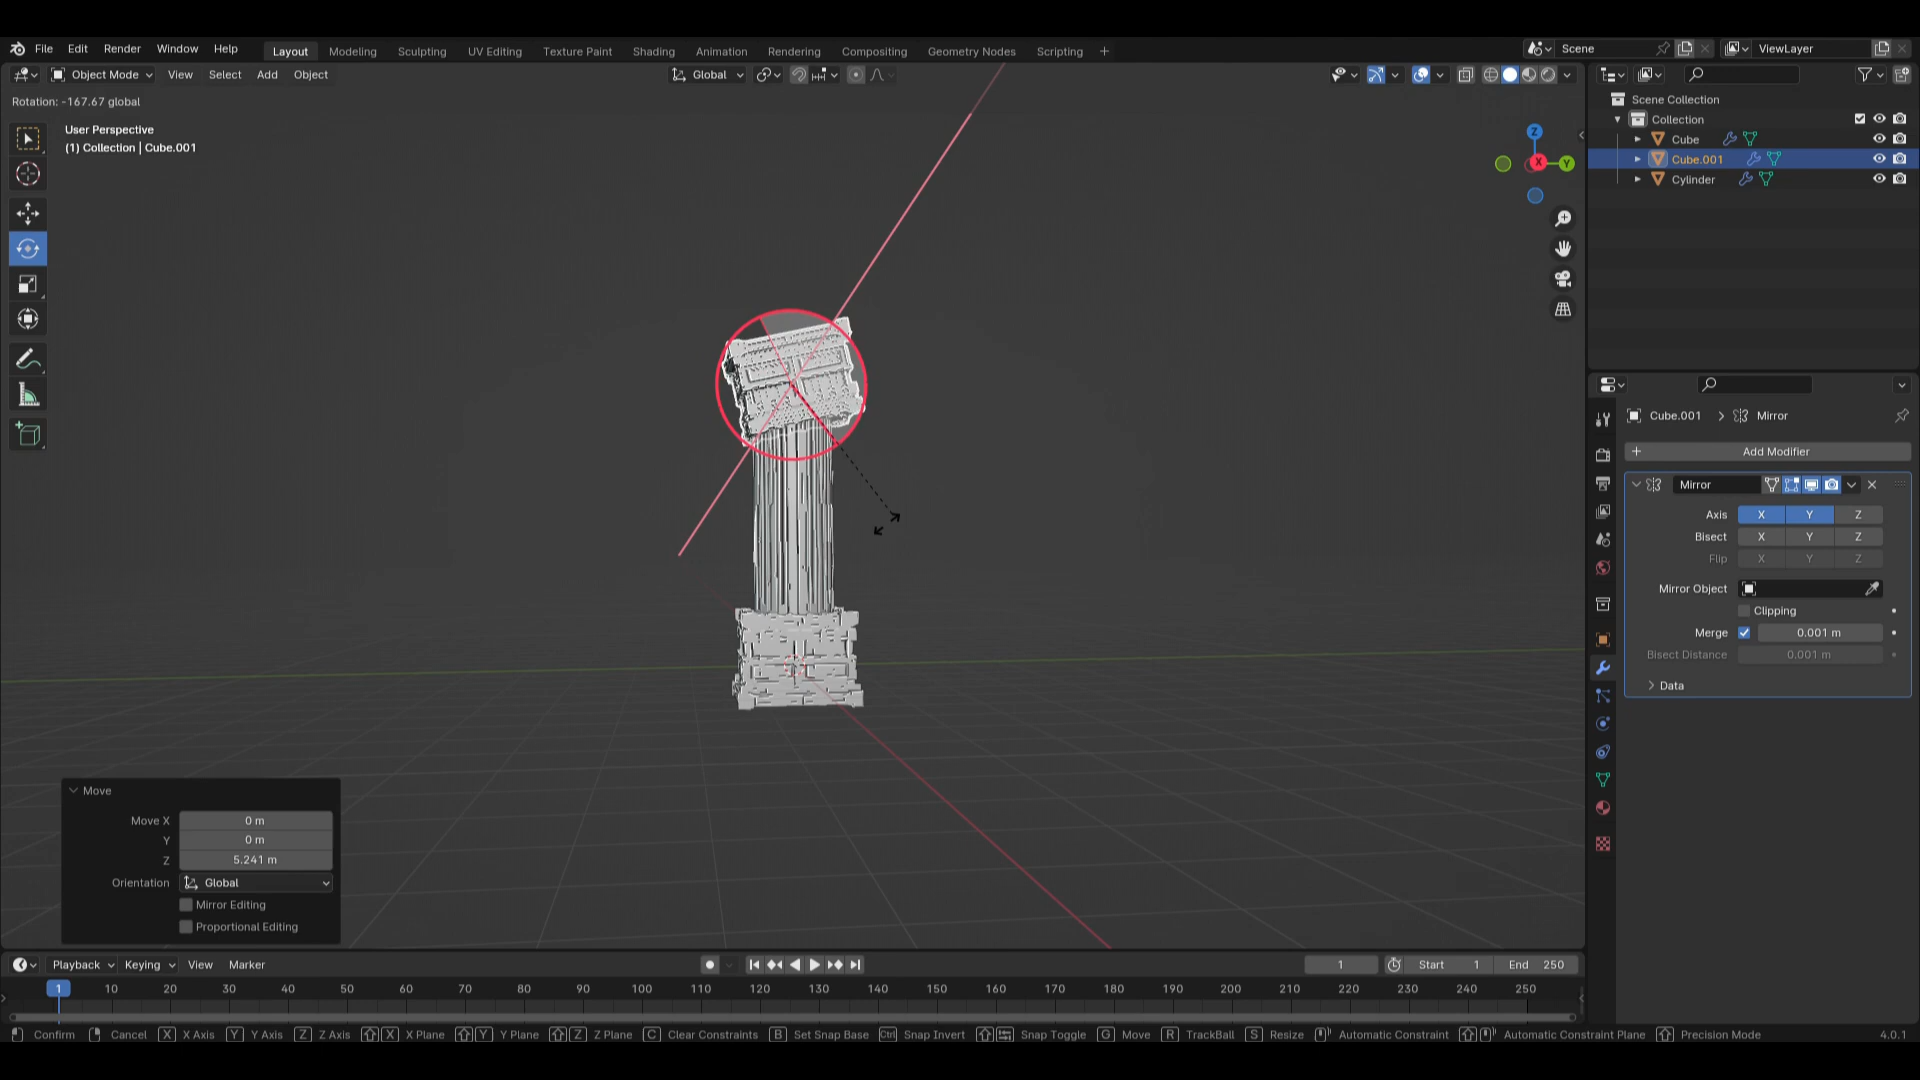 File Edit Render Window Help Layout Modeling Sculpting UV Editing Texture Paint Shading Animation Rendering Compositing Geometry Nodes Scripting + Scene ViewLayer
Object Mode View Select Add Object Global
Rotation: -167.67 global
User Perspective
(1) Collection | Cube.001
Z
X
Y
Scene Collection
Collection
Cube
Cube.001
Cylinder
Cube.001 > Mirror
+ Add Modifier
Mirror
Axis X Y Z
Bisect X Y Z
Flip X Y Z
Mirror Object
Clipping
Merge 0.001 m
Bisect Distance 0.001 m
Data
Move
Move X 0 m
Y 0 m
Z 5.241 m
Orientation Global
Mirror Editing
Proportional Editing
Playback Keying View Marker 1 Start 1 End 250
1 10 20 30 40 50 60 70 80 90 100 110 120 130 140 150 160 170 180 190 200 210 220 230 240 250
Confirm Cancel X X Axis Y Y Axis Z Z Axis X X Plane Y Y Plane Z Z Plane C Clear Constraints B Set Snap Base Ctrl Snap Invert Snap Toggle G Move R TrackBall S Resize Automatic Constraint Automatic Constraint Plane Precision Mode 4.0.1